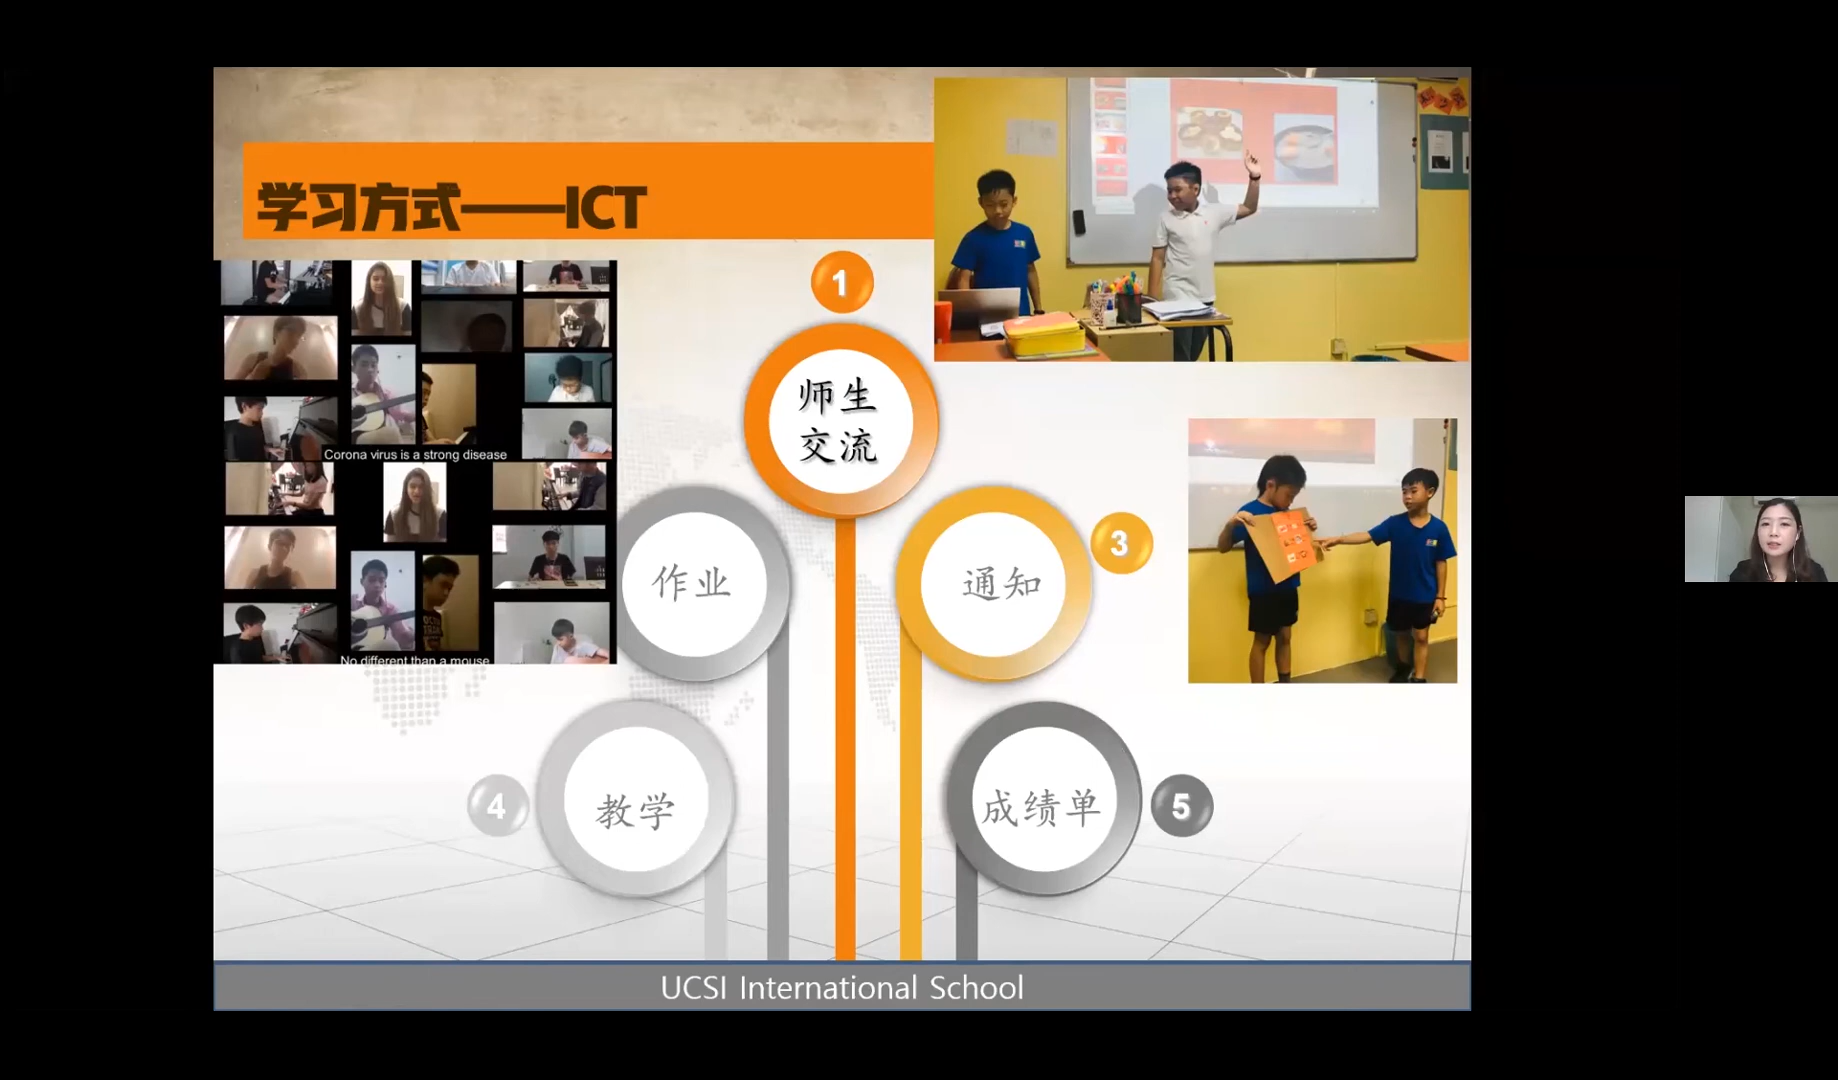 学习方式——ICT
1
师生
交流
作业
通知
3
4
教学
成绩单
5
Corona virus is a strong disease
No different than a mouse
UCSI International School